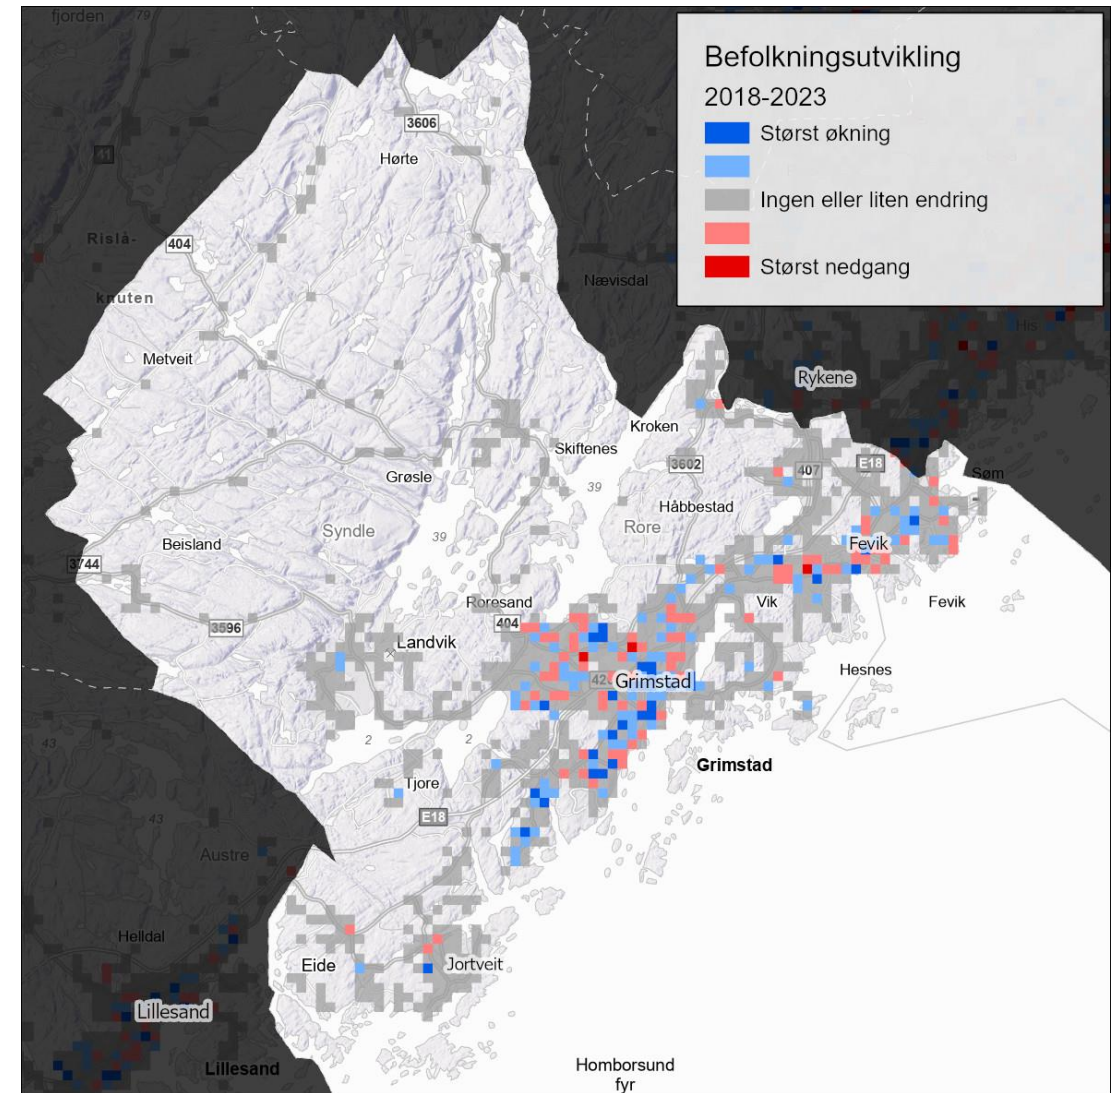 fjorden
79
Befolkningsutvikling
2018-2023
Størst økning
Ingen eller liten endring
Størst nedgang
3606
Hørte
41
Rislå-
knuten
404
Nævisdal
His
Metveit
Rykene
Kroken
Skiftenes
3602
407
E18
Søm
Grøsle
39
Håbbestad
Syndle
39
Rore
Beisland
Fevik
3744
Roresand
Vik
Fevik
404
3596
Landvik
Hesnes
Grimstad
2
2
43
Grimstad
Tjore
E18
43
Austre
Helldal
Eide
Jortveit
Lillesand
Lillesand
Homborsund
fyr